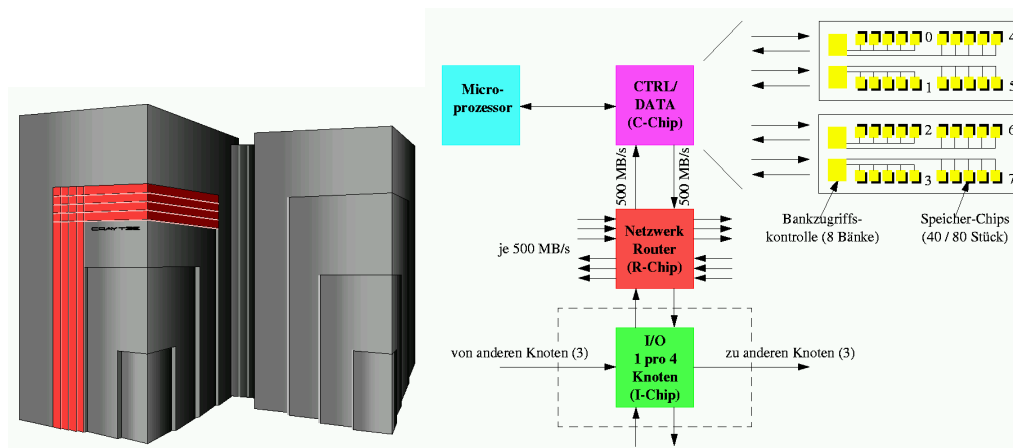 CRAY T3E
Micro-
prozessor
CTRL/
DATA
(C-Chip)
0
4
1
5
2
6
3
7
500 MB/s
500 MB/s
Bankzugriffs-
kontrolle (8 Bänke)
Speicher-Chips
(40 / 80 Stück)
je 500 MB/s
Netzwerk
Router
(R-Chip)
I/O
1 pro 4
Knoten
(I-Chip)
von anderen Knoten (3)
zu anderen Knoten (3)